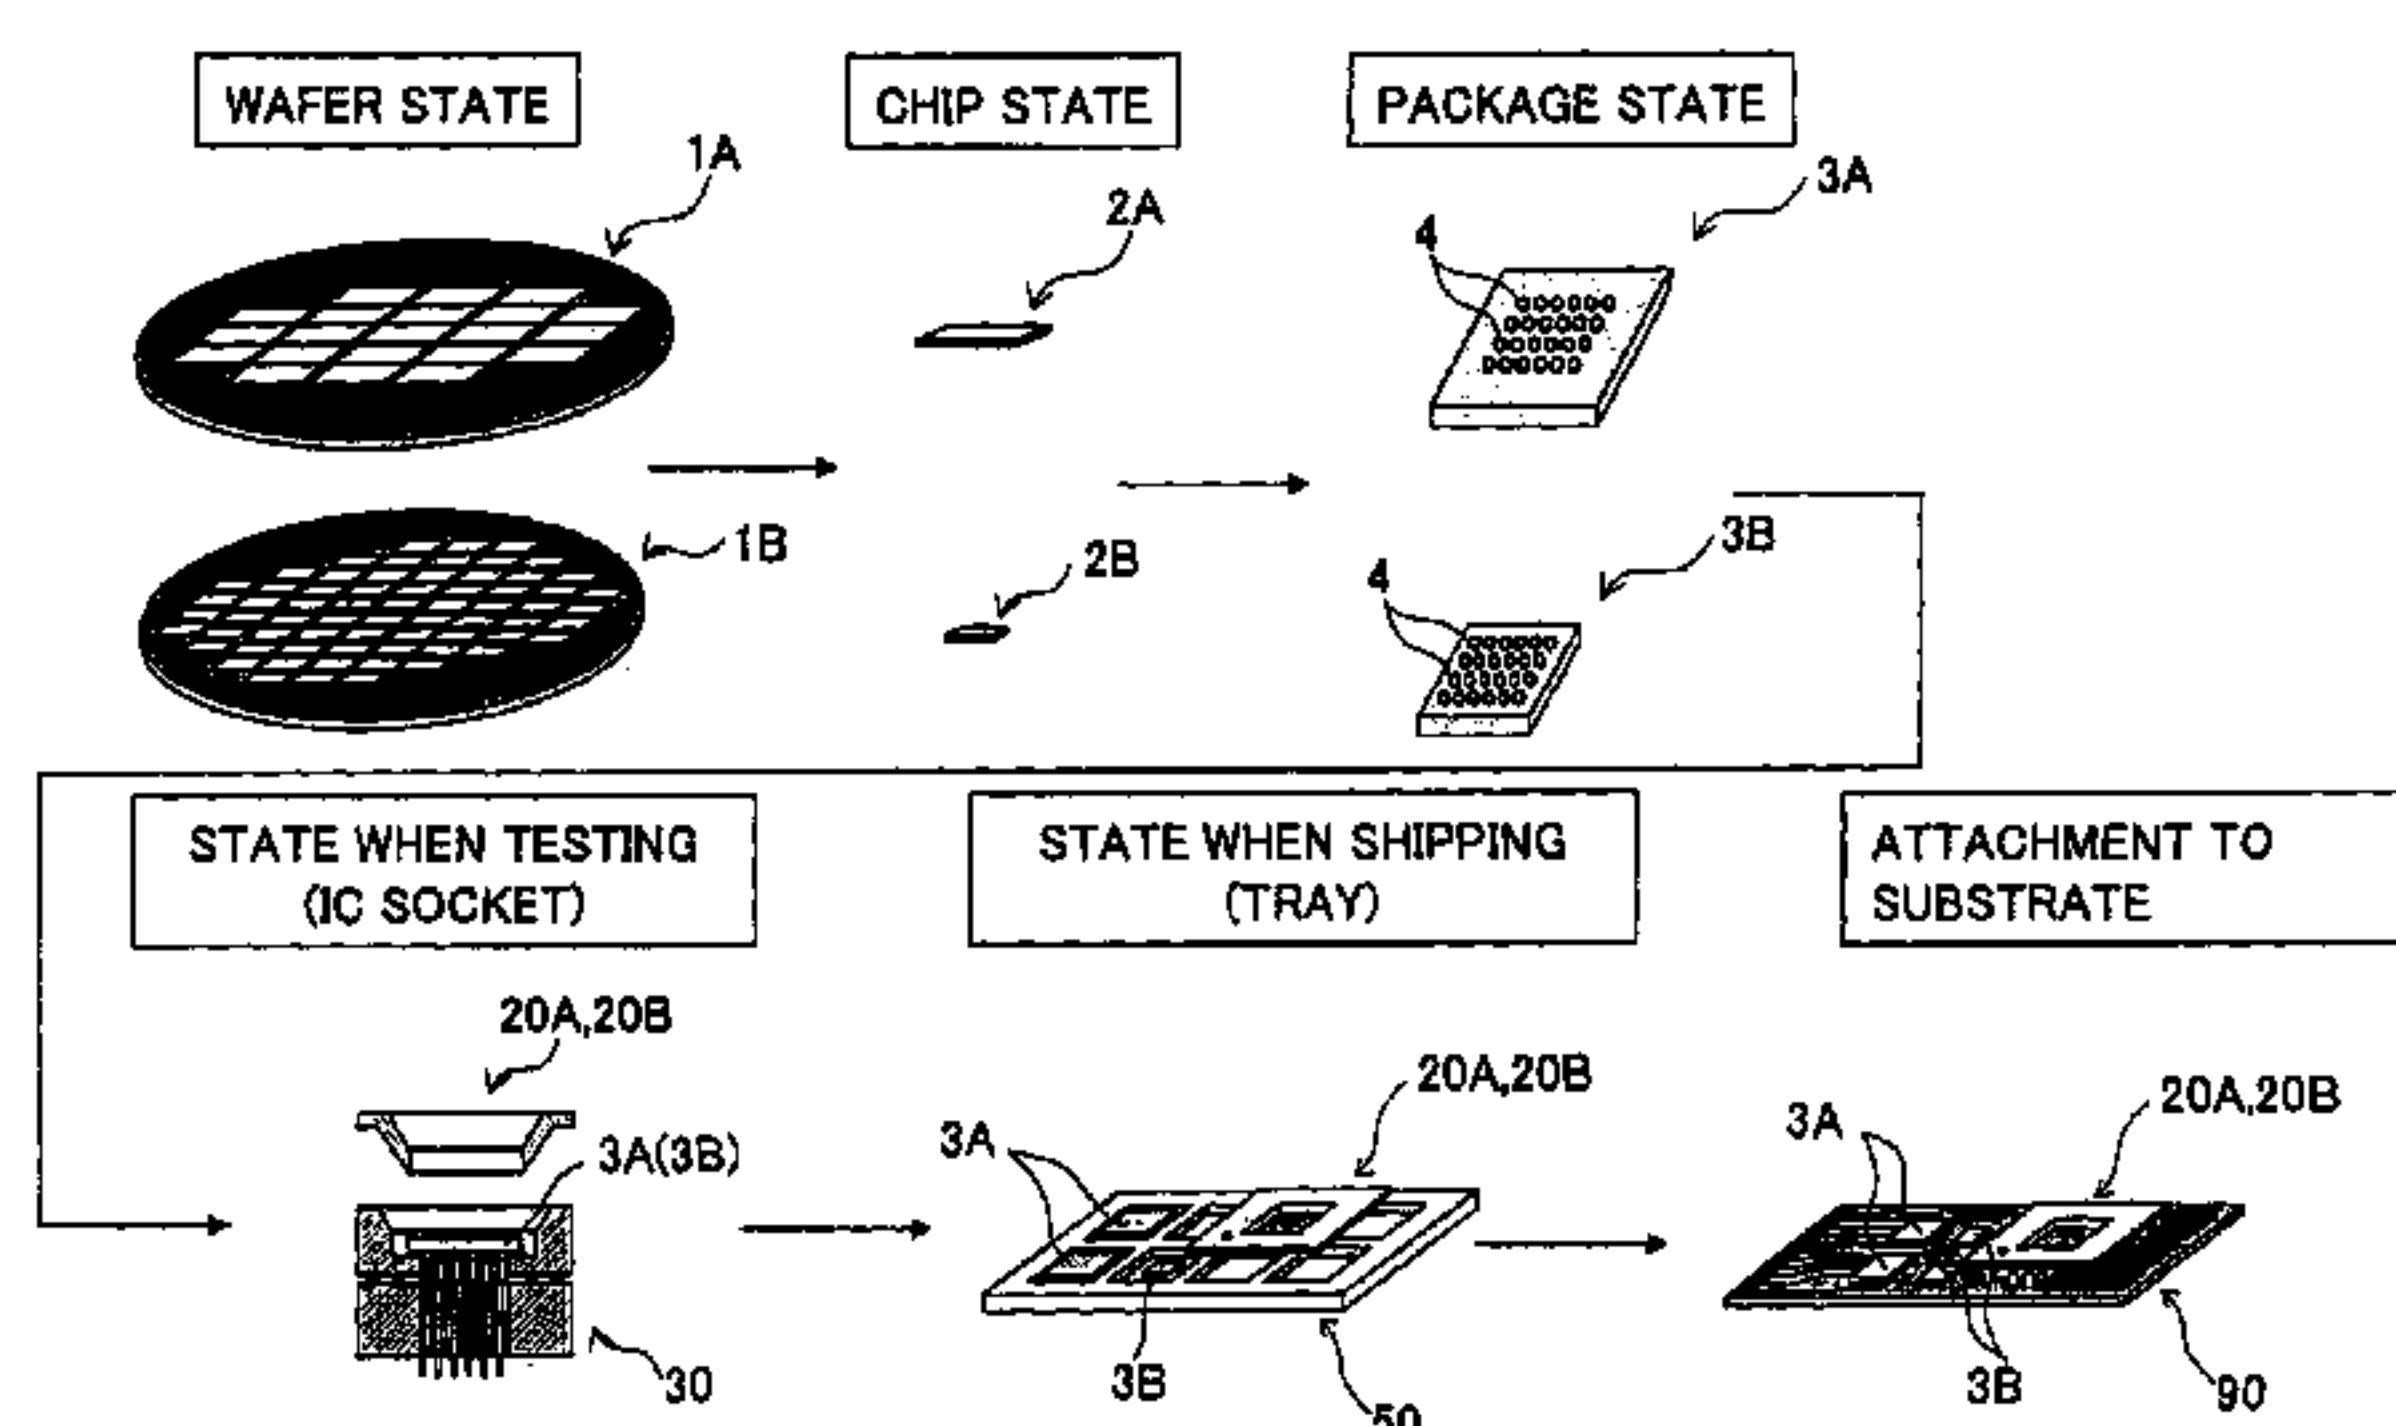 WAFER STATE
CHIP STATE
PACKAGE STATE
1A
2A
3A
4
1B
2B
3B
4
STATE WHEN TESTING
(IC SOCKET)
STATE WHEN SHIPPING
(TRAY)
ATTACHMENT TO
SUBSTRATE
20A,20B
3A(3B)
30
20A,20B
3A
3B
50
20A,20B
3A
3B
90